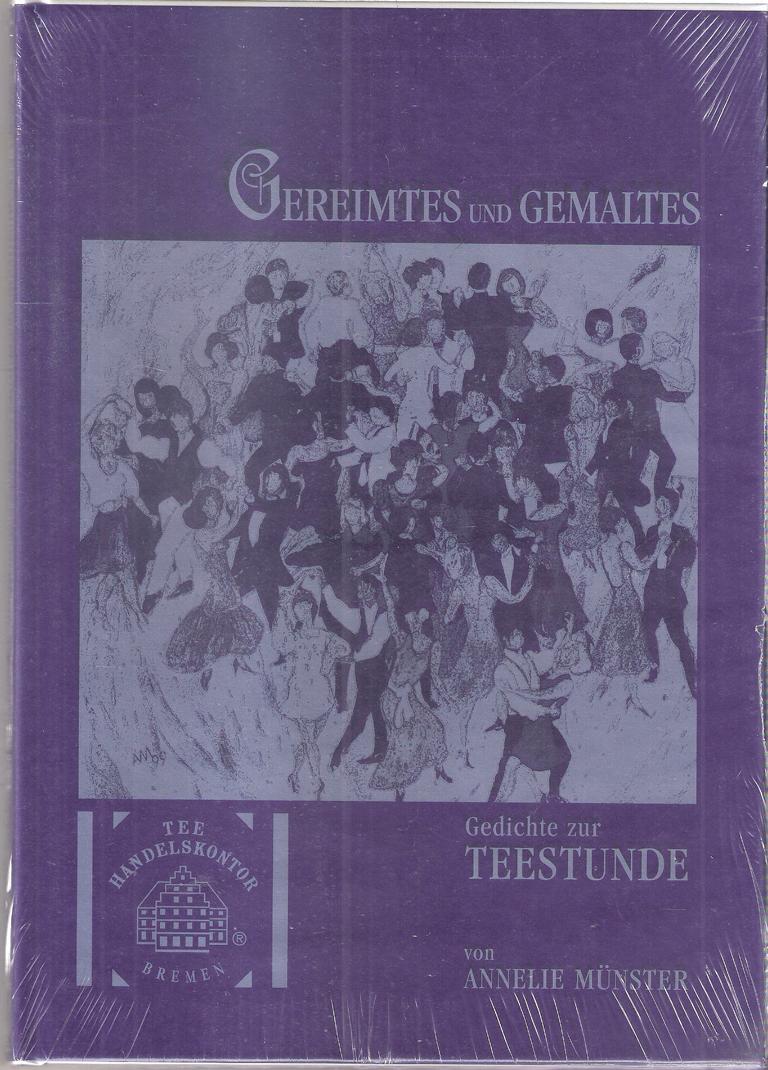 GEREIMTES UND GEMALTES
Gedichte zur
TEESTUNDE
TEE
HANDELSKONTOR
®
BREMEN
von
ANNELIE MÜNSTER